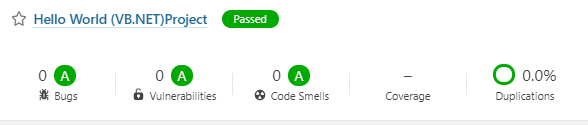 Hello World (VB.NET)Project Passed
0 A 0 A 0 A – 0.0%
Bugs Vulnerabilities Code Smells Coverage Duplications